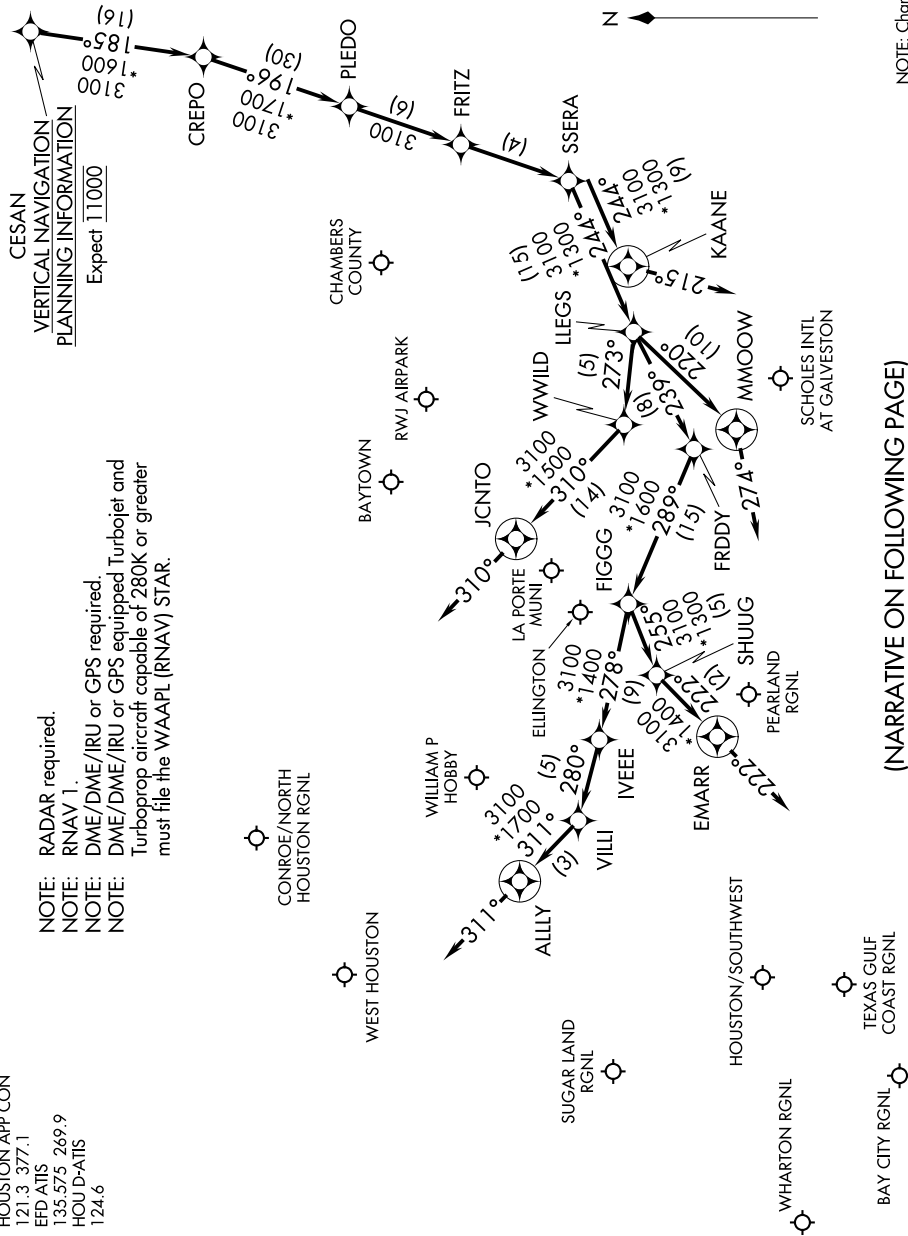 HOUSTON APP CON
121.3 377.1
EFD ATIS
135.575 269.9
HOU D-ATIS
124.6
NOTE: RADAR required.
NOTE: RNAV 1.
NOTE: DME/DME/IRU or GPS required.
NOTE: DME/DME/IRU or GPS equipped Turbojet and
Turboprop aircraft capable of 280K or greater
must file the WAAPL (RNAV) STAR.
CESAN
VERTICAL NAVIGATION
PLANNING INFORMATION
Expect 11000
3100
*1600
185°
(16)
CREPO
3100
*1700
196°
(30)
PLEDO
3100
(6)
FRITZ
(4)
SSERA
244°
3100
*1300
(9)
KAANE
215°
(15)
3100
*1300
244°
LLEGS
(5)
273°
WWILD
3100
*1500
310°
(14)
JCNTO
310°
220°
(10)
MMOOW
274°
239°
(8)
FRDDY
3100
*1600
289°
(15)
FIGGG
255°
3100
*1300
(5)
SHUUG
222°
(2)
3100
*1400
EMARR
222°
3100
*1400
278°
(9)
IVEEE
(5)
280°
VILLI
3100
*1700
311°
(3)
ALLLY
311°
CHAMBERS
COUNTY
RWJ AIRPARK
BAYTOWN
LA PORTE
MUNI
ELLINGTON
WILLIAM P
HOBBY
CONROE/NORTH
HOUSTON RGNL
WEST HOUSTON
SUGAR LAND
RGNL
HOUSTON/SOUTHWEST
PEARLAND
RGNL
SCHOLES INTL
AT GALVESTON
TEXAS GULF
COAST RGNL
WHARTON RGNL
BAY CITY RGNL
N
(NARRATIVE ON FOLLOWING PAGE)
NOTE: